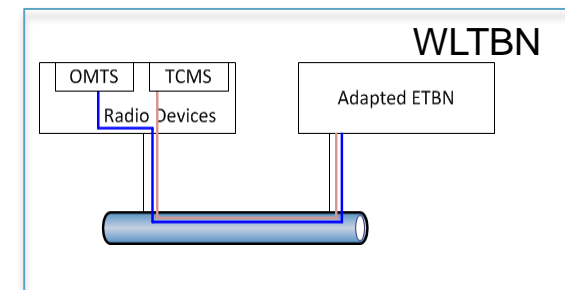 WLTBN
OMTS
TCMS
Radio Devices
Adapted ETBN